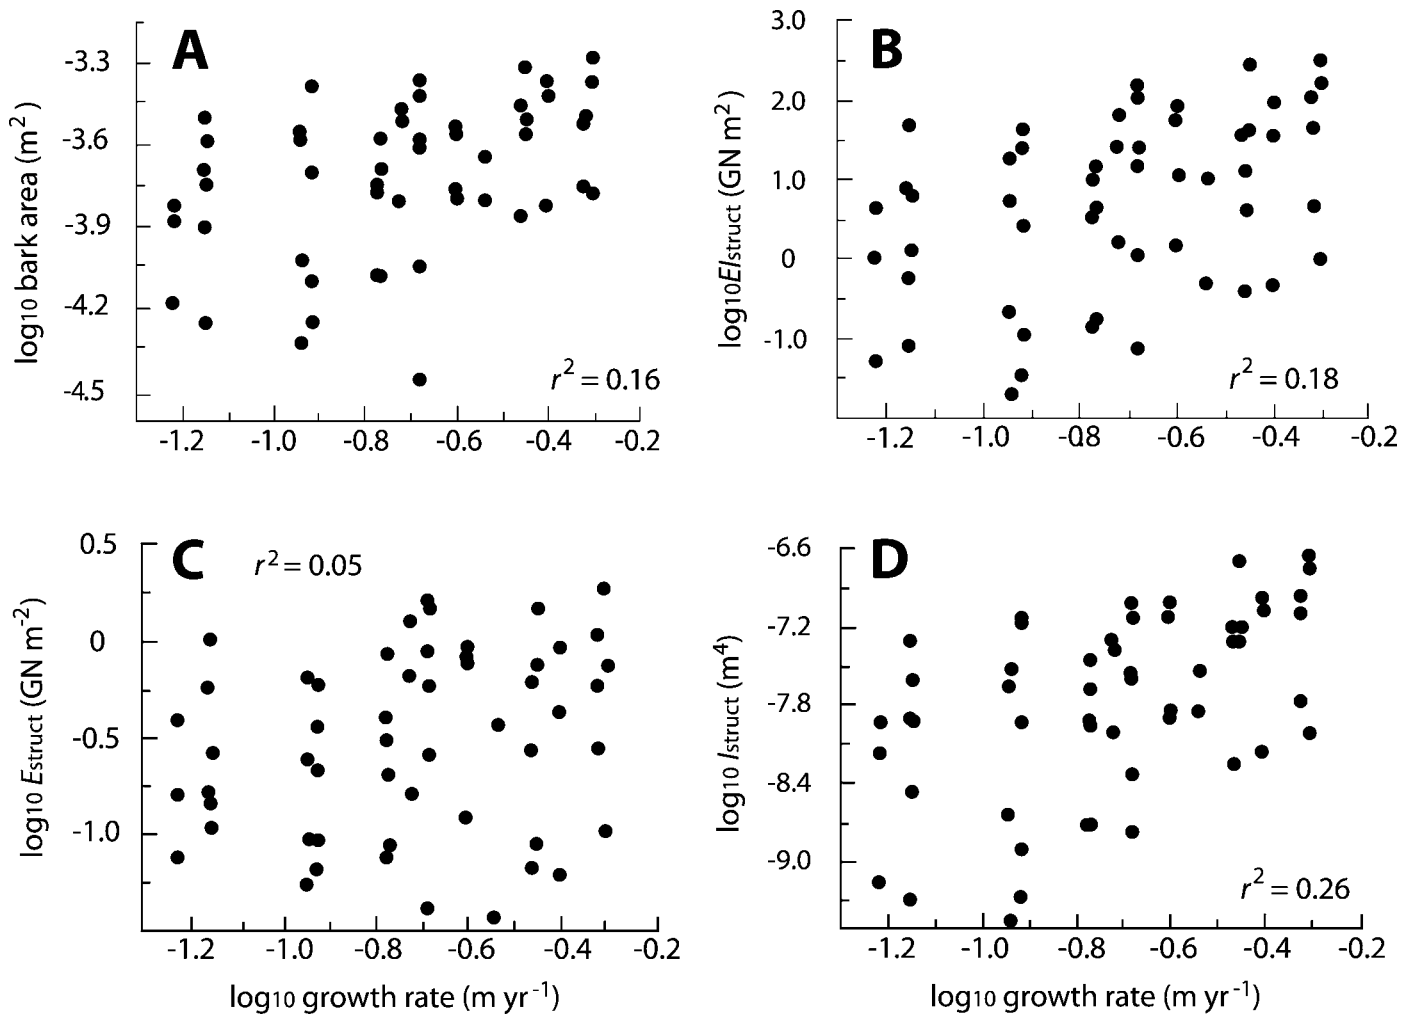 A
log10 bark area (m²)
-3.3
-3.6
-3.9
-4.2
-4.5
r² = 0.16
-1.2 -1.0 -0.8 -0.6 -0.4 -0.2
B
log10EIstruct (GN m²)
3.0
2.0
1.0
0
-1.0
r² = 0.18
-1.2 -1.0 -0.8 -0.6 -0.4 -0.2
C
log10 Estruct (GN m⁻²)
r² = 0.05
0.5
0
-0.5
-1.0
-1.2 -1.0 -0.8 -0.6 -0.4 -0.2
log10 growth rate (m yr⁻¹)
D
log10 Istruct (m⁴)
-6.6
-7.2
-7.8
-8.4
-9.0
r² = 0.26
-1.2 -1.0 -0.8 -0.6 -0.4 -0.2
log10 growth rate (m yr⁻¹)